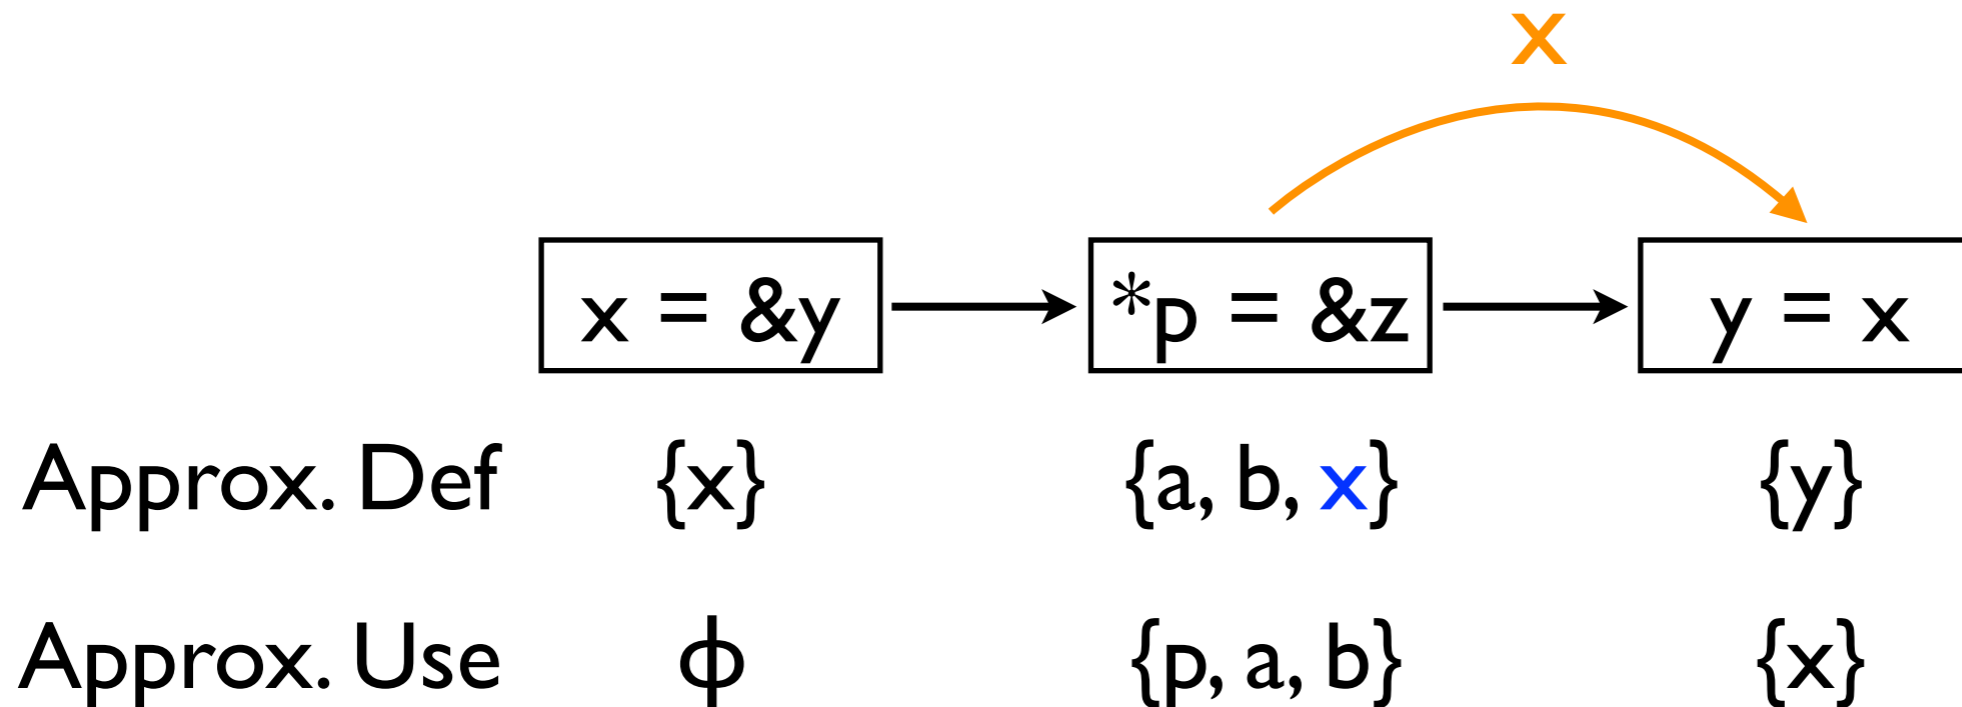 x
x = &y *p = &z y = x
Approx. Def {x} {a, b, x} {y}
Approx. Use ϕ {p, a, b} {x}